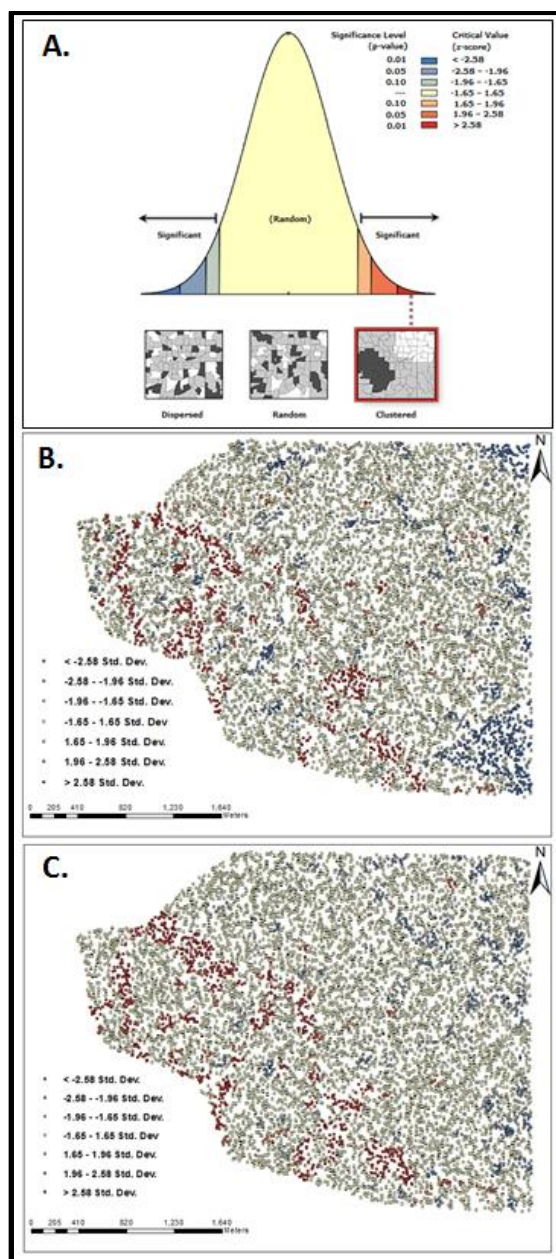 A.
Significance Level (p-value)
Critical Value (z-score)
0.01 < -2.58
0.05 -2.58 – -1.96
0.10 -1.96 – -1.65
--- -1.65 – 1.65
0.10 1.65 – 1.96
0.05 1.96 – 2.58
0.01 > 2.58
(Random)
Significant
Significant
Dispersed
Random
Clustered
B.
N
< -2.58 Std. Dev.
-2.58 - -1.96 Std. Dev.
-1.96 - -1.65 Std. Dev.
-1.65 - 1.65 Std. Dev
1.65 - 1.96 Std. Dev.
1.96 - 2.58 Std. Dev.
> 2.58 Std. Dev.
0 205 410 820 1,230 1,640
Meters
C.
N
< -2.58 Std. Dev.
-2.58 - -1.96 Std. Dev.
-1.96 - -1.65 Std. Dev.
-1.65 - 1.65 Std. Dev
1.65 - 1.96 Std. Dev.
1.96 - 2.58 Std. Dev.
> 2.58 Std. Dev.
0 205 410 820 1,230 1,640
Meters